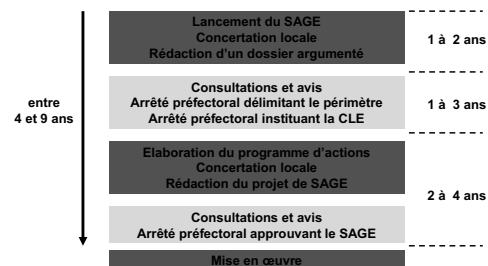 Lancement du SAGE
Concertation locale
Rédaction d'un dossier argumenté
1 à 2 ans
entre
4 et 9 ans
Consultations et avis
Arrêté préfectoral délimitant le périmètre
Arrêté préfectoral instituant la CLE
1 à 3 ans
Elaboration du programme d'actions
Concertation locale
Rédaction du projet de SAGE
2 à 4 ans
Consultations et avis
Arrêté préfectoral approuvant le SAGE
Mise en œuvre